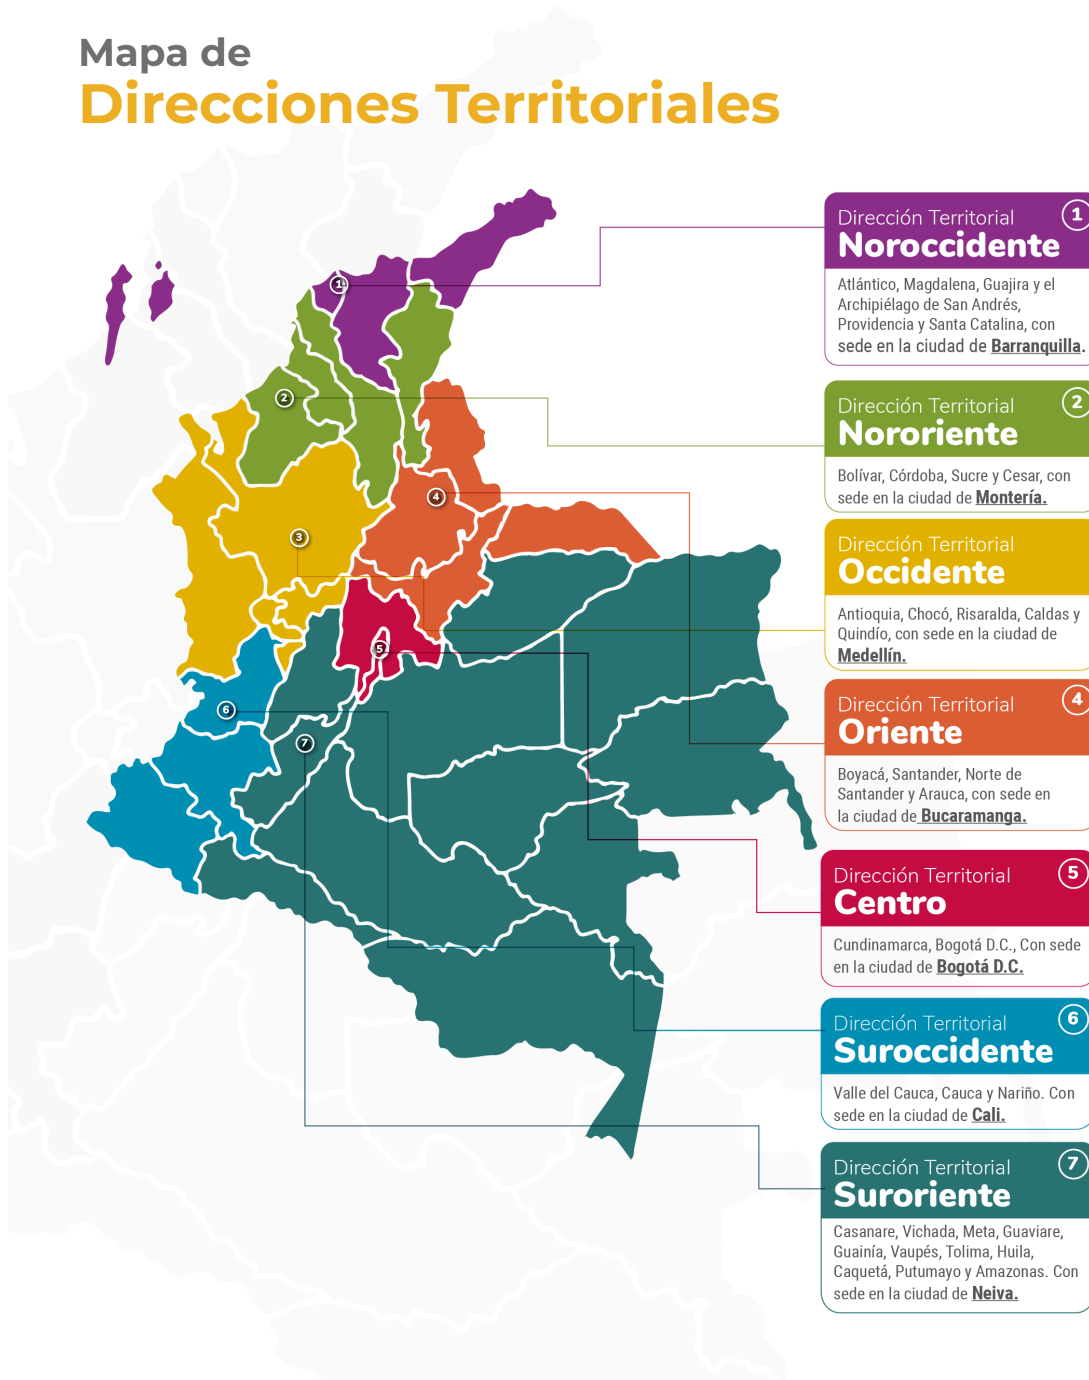 Mapa de
Direcciones Territoriales
Dirección Territorial 1
Noroccidente
Atlántico, Magdalena, Guajira y el
Archipiélago de San Andrés,
Providencia y Santa Catalina, con
sede en la ciudad de Barranquilla.
Dirección Territorial 2
Nororiente
Bolívar, Córdoba, Sucre y Cesar, con
sede en la ciudad de Montería.
Dirección Territorial
Occidente
Antioquia, Chocó, Risaralda, Caldas y
Quindío, con sede en la ciudad de
Medellín.
Dirección Territorial 4
Oriente
Boyacá, Santander, Norte de
Santander y Arauca, con sede en
la ciudad de Bucaramanga.
Dirección Territorial 5
Centro
Cundinamarca, Bogotá D.C., Con sede
en la ciudad de Bogotá D.C.
Dirección Territorial 6
Suroccidente
Valle del Cauca, Cauca y Nariño. Con
sede en la ciudad de Cali.
Dirección Territorial 7
Suroriente
Casanare, Vichada, Meta, Guaviare,
Guainía, Vaupés, Tolima, Huila,
Caquetá, Putumayo y Amazonas. Con
sede en la ciudad de Neiva.
1
2
3
4
5
6
7